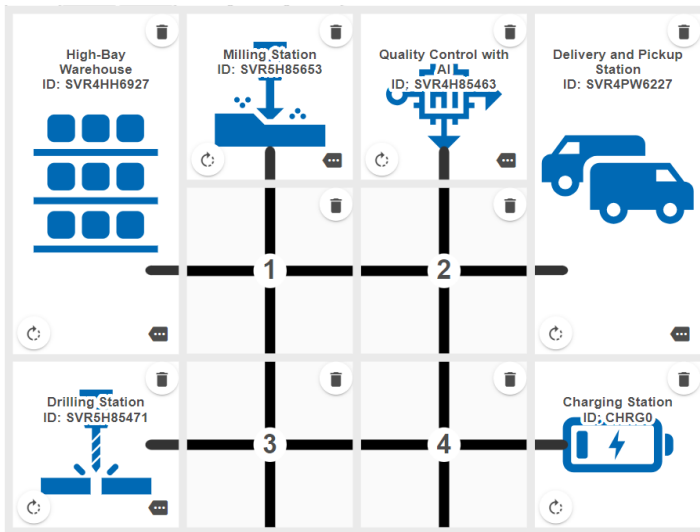 High-Bay
Warehouse
ID: SVR4HH6927
Milling Station
ID: SVR5H85653
Quality Control with
AI
ID: SVR4H85463
Delivery and Pickup
Station
ID: SVR4PW6227
1
2
Drilling Station
ID: SVR5H85471
3
4
Charging Station
ID: CHRG0